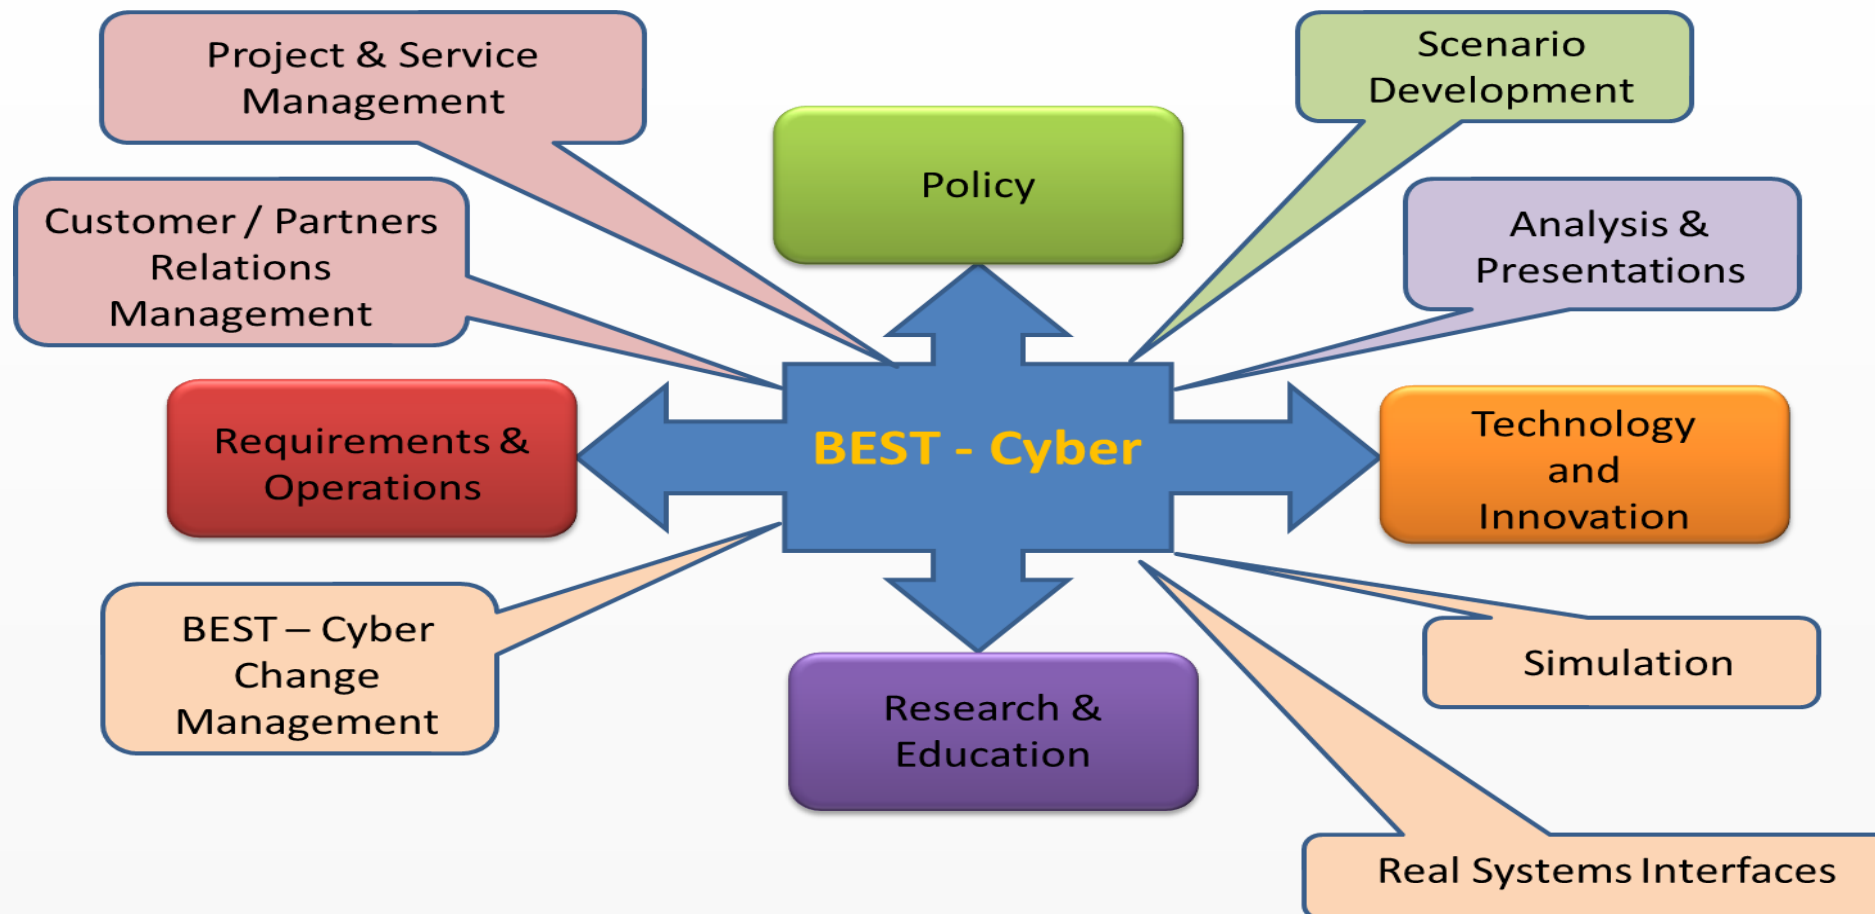 Project & Service
Management
Scenario
Development
Policy
Customer / Partners
Relations
Management
Analysis &
Presentations
Requirements &
Operations
BEST - Cyber
Technology
and
Innovation
BEST – Cyber
Change
Management
Research &
Education
Simulation
Real Systems Interfaces